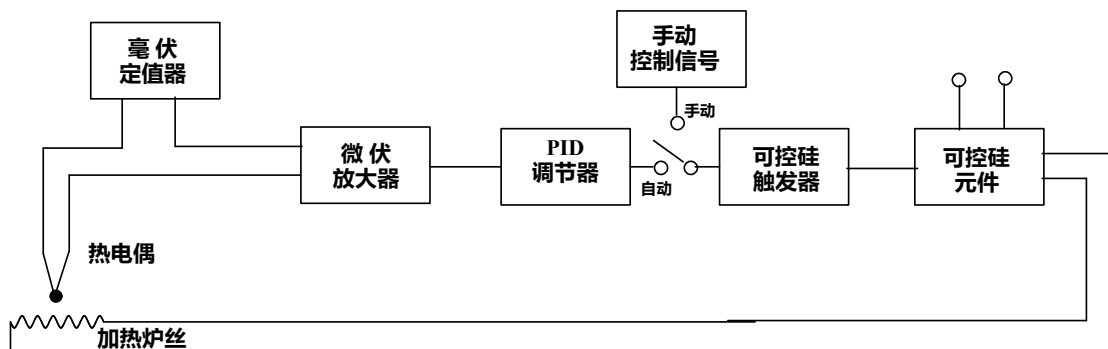 毫 伏
定值器
手动
控制信号
手动
微 伏
放大器
PID
调节器
自动
可控硅
触发器
可控硅
元件
热电偶
加热炉丝